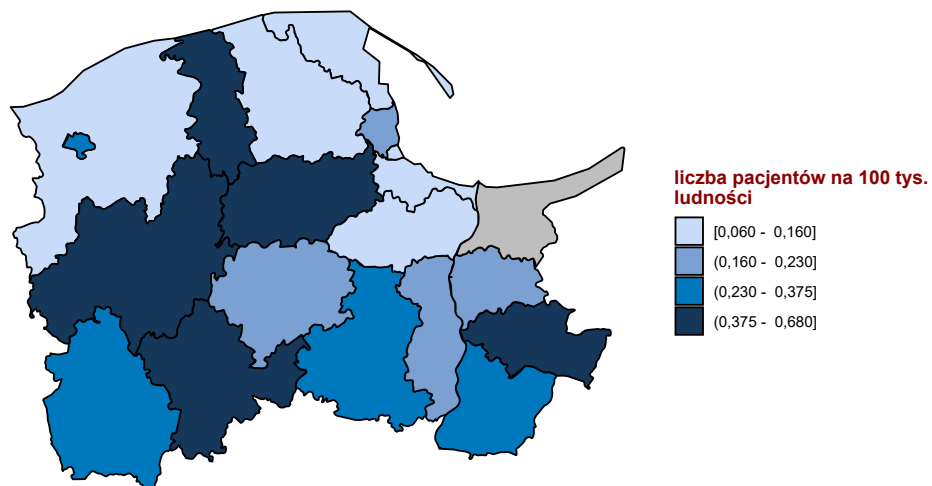 liczba pacjentów na 100 tys.
ludności
[0,060 - 0,160]
(0,160 - 0,230]
(0,230 - 0,375]
(0,375 - 0,680]